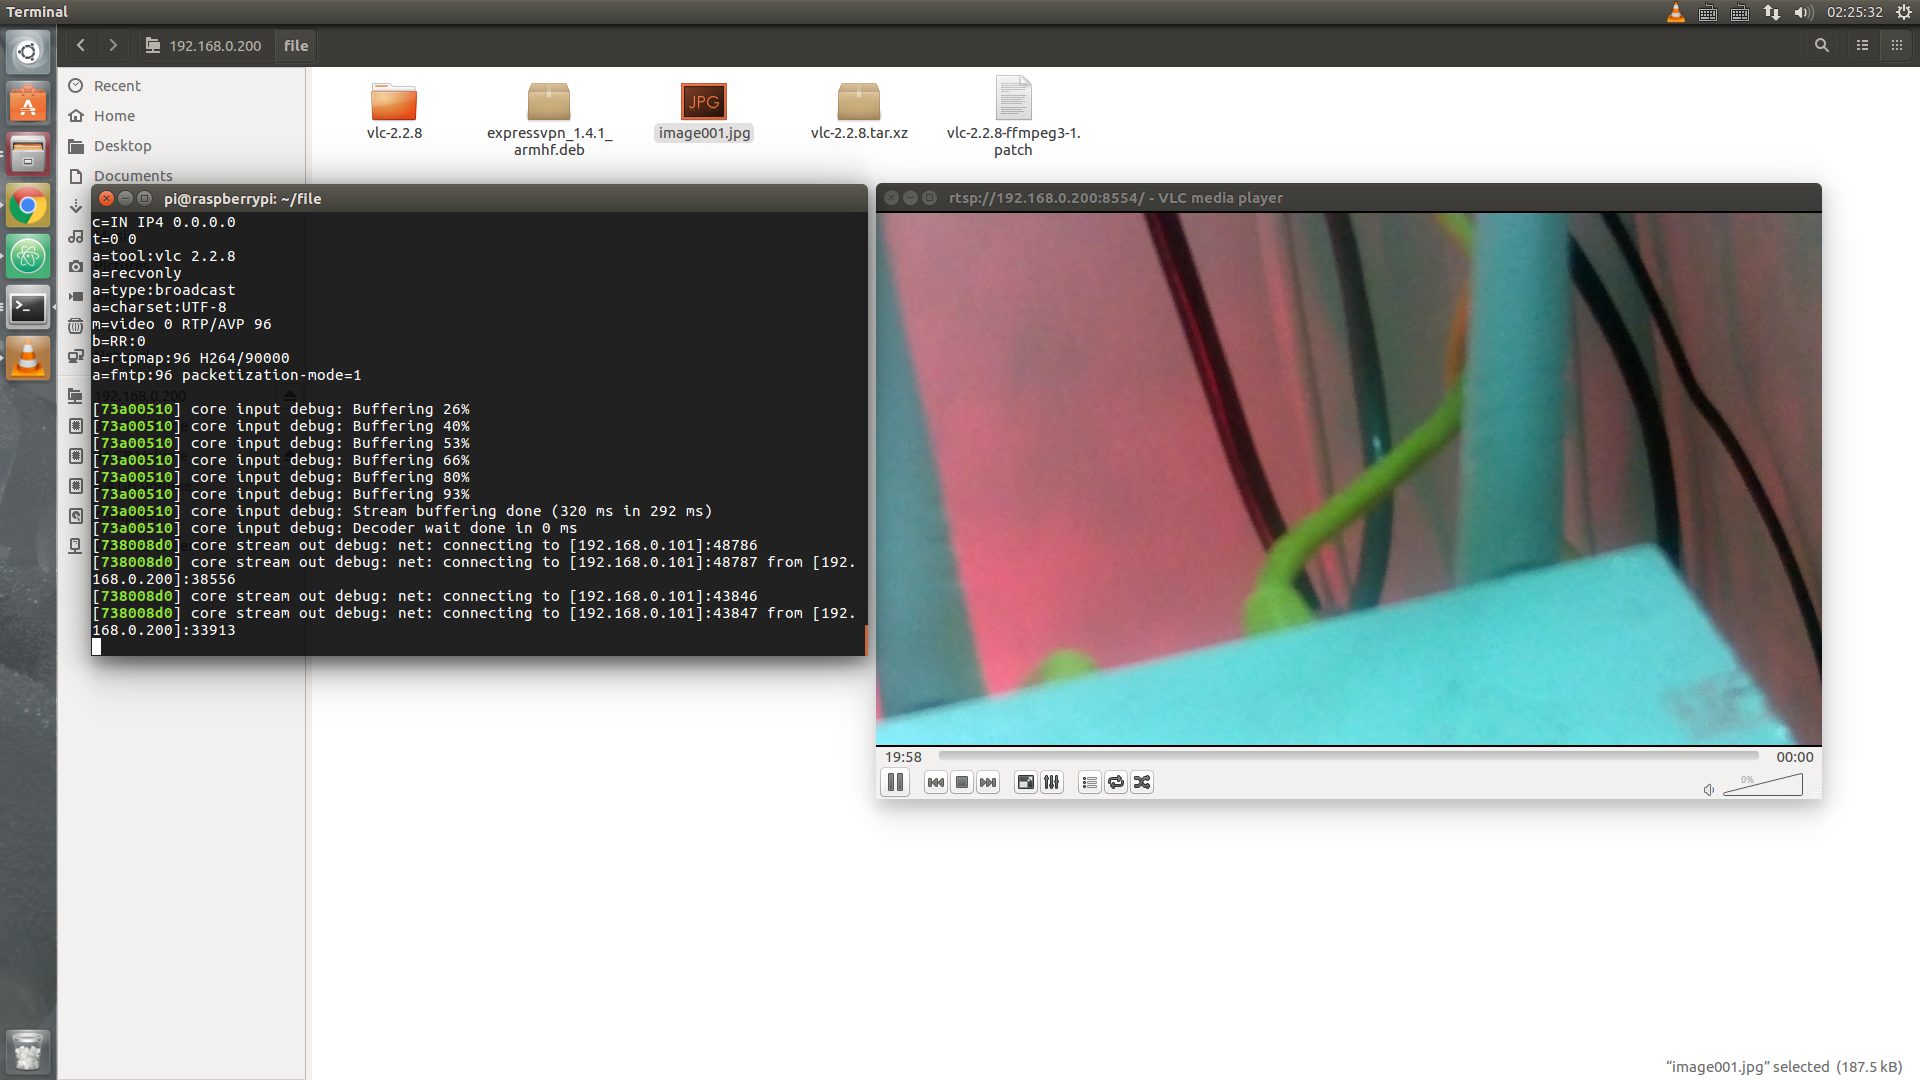 Terminal
02:25:32
192.168.0.200
file
Recent
Home
Desktop
Documents
vlc-2.2.8
expressvpn_1.4.1_
armhf.deb
JPG
image001.jpg
vlc-2.2.8.tar.xz
vlc-2.2.8-ffmpeg3-1.
patch
pi@raspberrypi: ~/file
c=IN IP4 0.0.0.0
t=0 0
a=tool:vlc 2.2.8
a=recvonly
a=type:broadcast
a=charset:UTF-8
m=video 0 RTP/AVP 96
b=RR:0
a=rtpmap:96 H264/90000
a=fmtp:96 packetization-mode=1
192.168.0.200
[73a00510] core input debug: Buffering 26%
[73a00510] core input debug: Buffering 40%
[73a00510] core input debug: Buffering 53%
[73a00510] core input debug: Buffering 66%
[73a00510] core input debug: Buffering 80%
[73a00510] core input debug: Buffering 93%
[73a00510] core input debug: Stream buffering done (320 ms in 292 ms)
[73a00510] core input debug: Decoder wait done in 0 ms
[738008d0] core stream out debug: net: connecting to [192.168.0.101]:48786
[738008d0] core stream out debug: net: connecting to [192.168.0.101]:48787 from [192.
168.0.200]:38556
[738008d0] core stream out debug: net: connecting to [192.168.0.101]:43846
[738008d0] core stream out debug: net: connecting to [192.168.0.101]:43847 from [192.
168.0.200]:33913
rtsp://192.168.0.200:8554/ - VLC media player
19:58
00:00
0%
“image001.jpg” selected (187.5 kB)